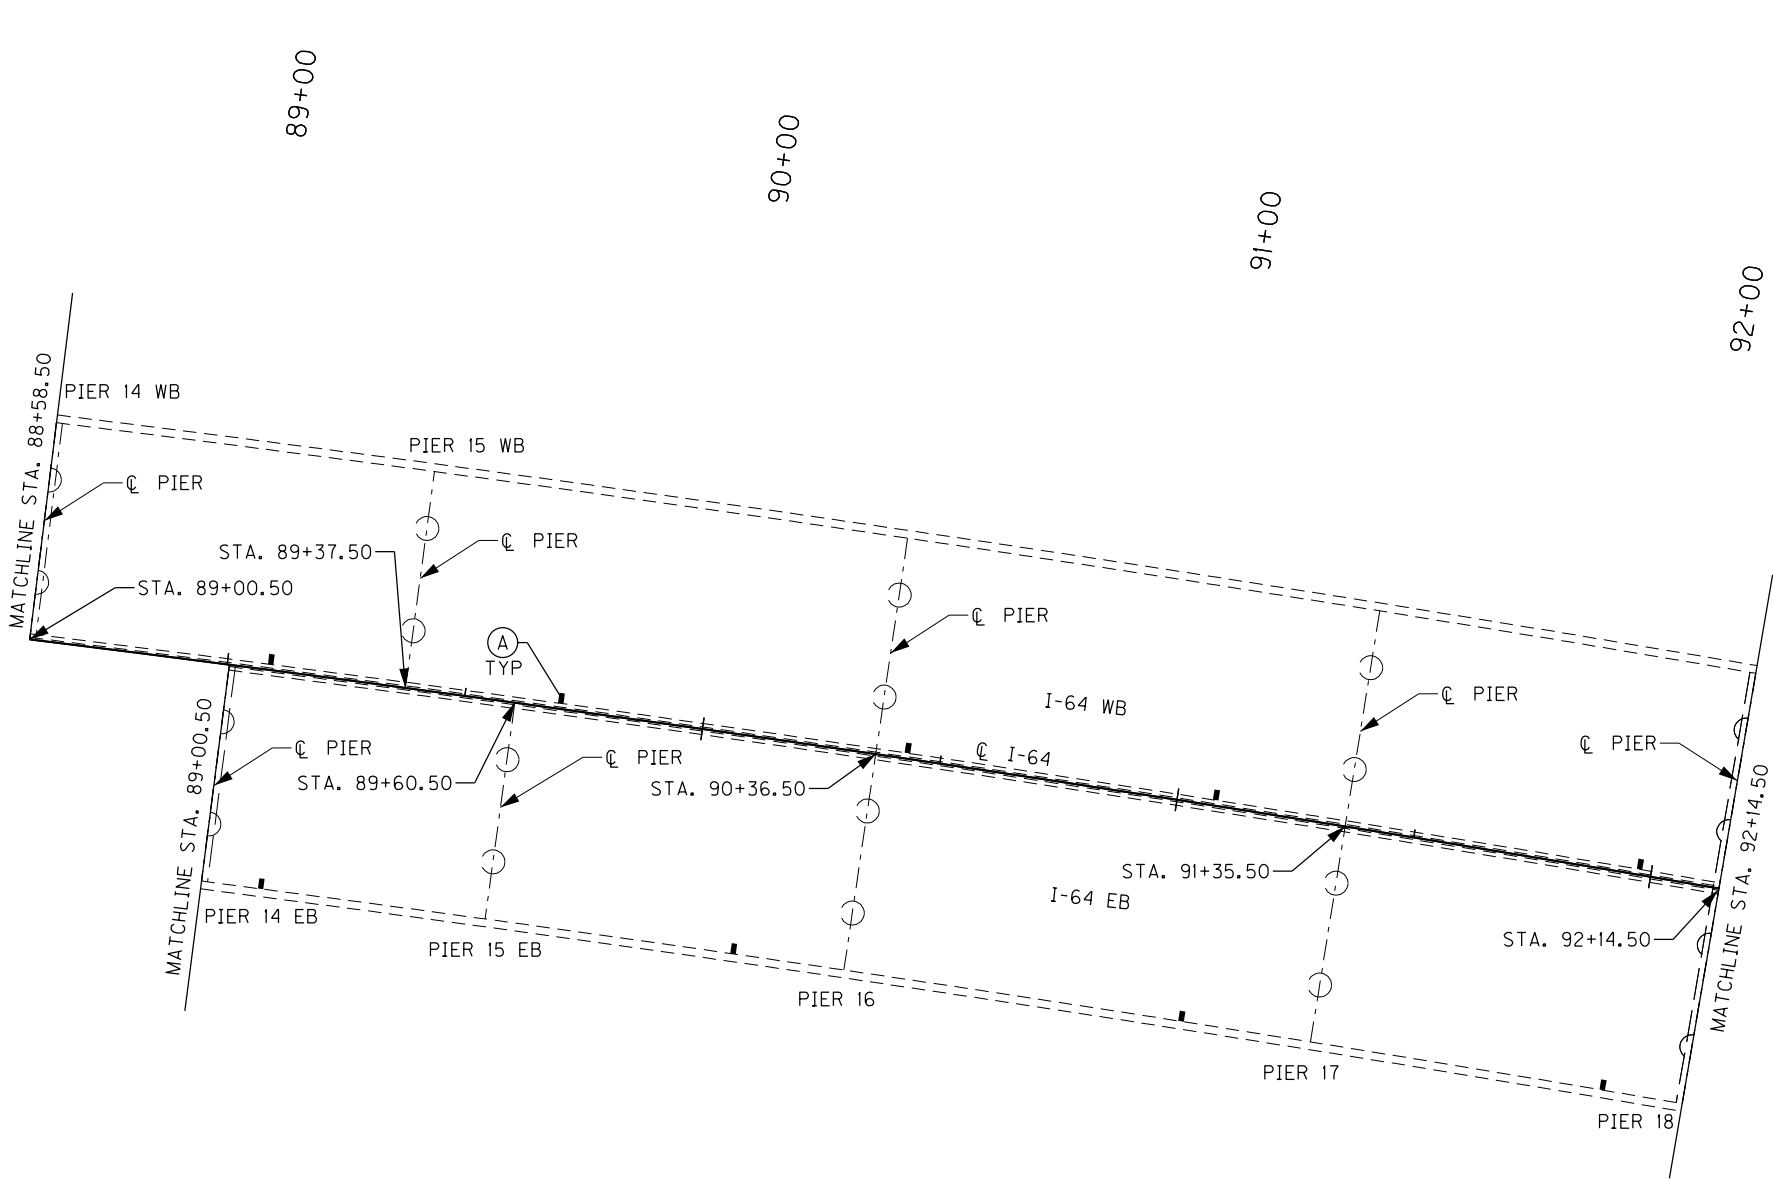 89+00
90+00
91+00
92+00
MATCHLINE STA. 88+58.50
PIER 14 WB
PIER 15 WB
℄ PIER
℄ PIER
STA. 89+37.50
STA. 89+00.50
A
TYP
℄ PIER
I-64 WB
℄ PIER
℄ I-64
℄ PIER
MATCHLINE STA. 89+00.50
℄ PIER
℄ PIER
STA. 89+60.50
STA. 90+36.50
STA. 91+35.50
I-64 EB
STA. 92+14.50
MATCHLINE STA. 92+14.50
PIER 14 EB
PIER 15 EB
PIER 16
PIER 17
PIER 18